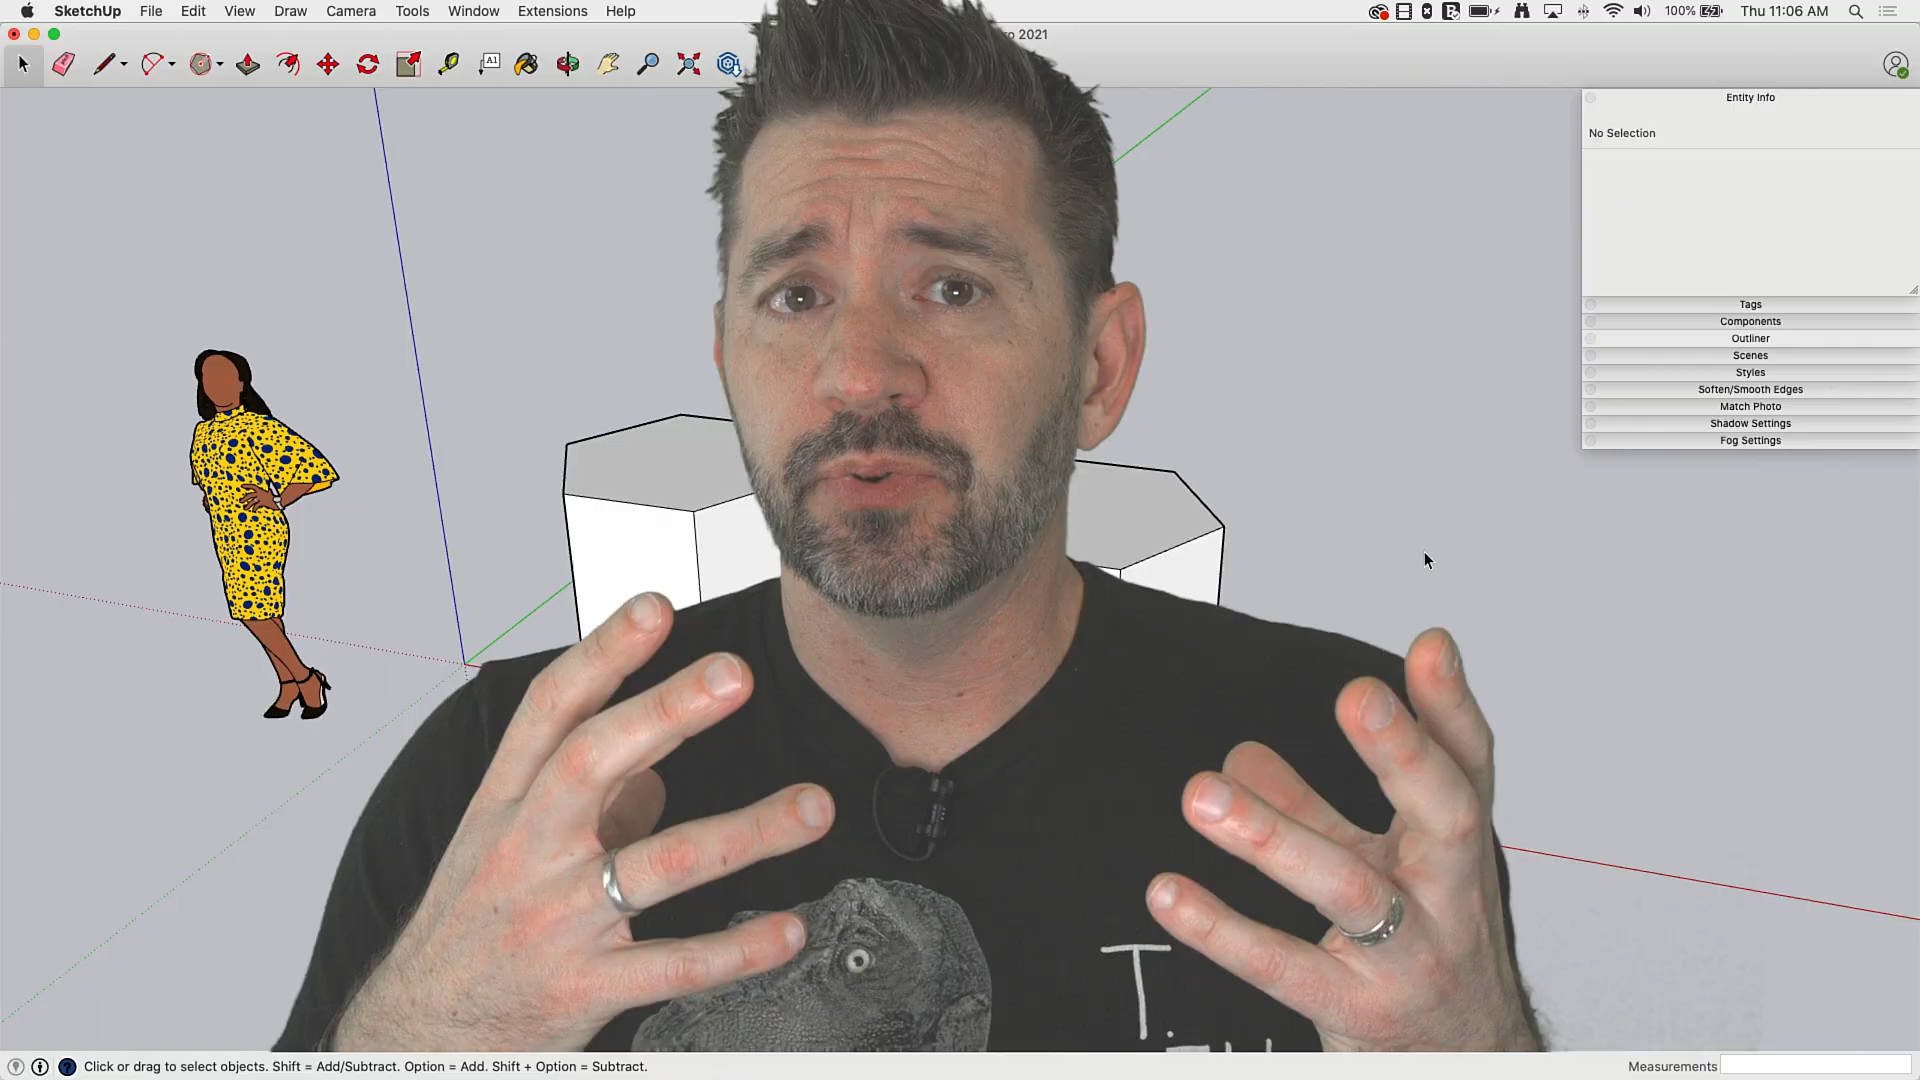 SketchUp File Edit View Draw Camera Tools Window Extensions Help 100% Thu 11:06 AM
2021
A1
Entity Info
No Selection
Tags
Components
Outliner
Scenes
Styles
Soften/Smooth Edges
Match Photo
Shadow Settings
Fog Settings
T.
Click or drag to select objects. Shift = Add/Subtract. Option = Add. Shift + Option = Subtract. Measurements